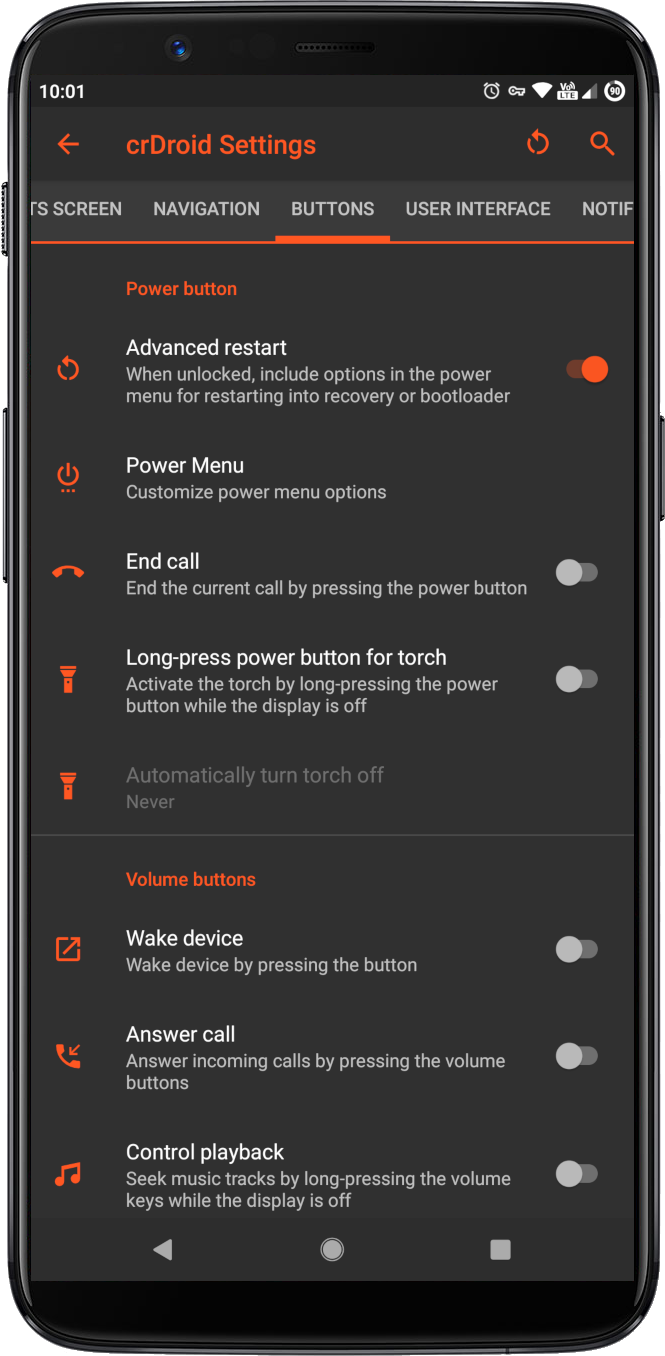 10:01
Vo))
LTE
90
crDroid Settings
TS SCREEN NAVIGATION BUTTONS USER INTERFACE NOTIF
Power button
Advanced restart
When unlocked, include options in the power
menu for restarting into recovery or bootloader
Power Menu
Customize power menu options
End call
End the current call by pressing the power button
Long-press power button for torch
Activate the torch by long-pressing the power
button while the display is off
Automatically turn torch off
Never
Volume buttons
Wake device
Wake device by pressing the button
Answer call
Answer incoming calls by pressing the volume
buttons
Control playback
Seek music tracks by long-pressing the volume
keys while the display is off